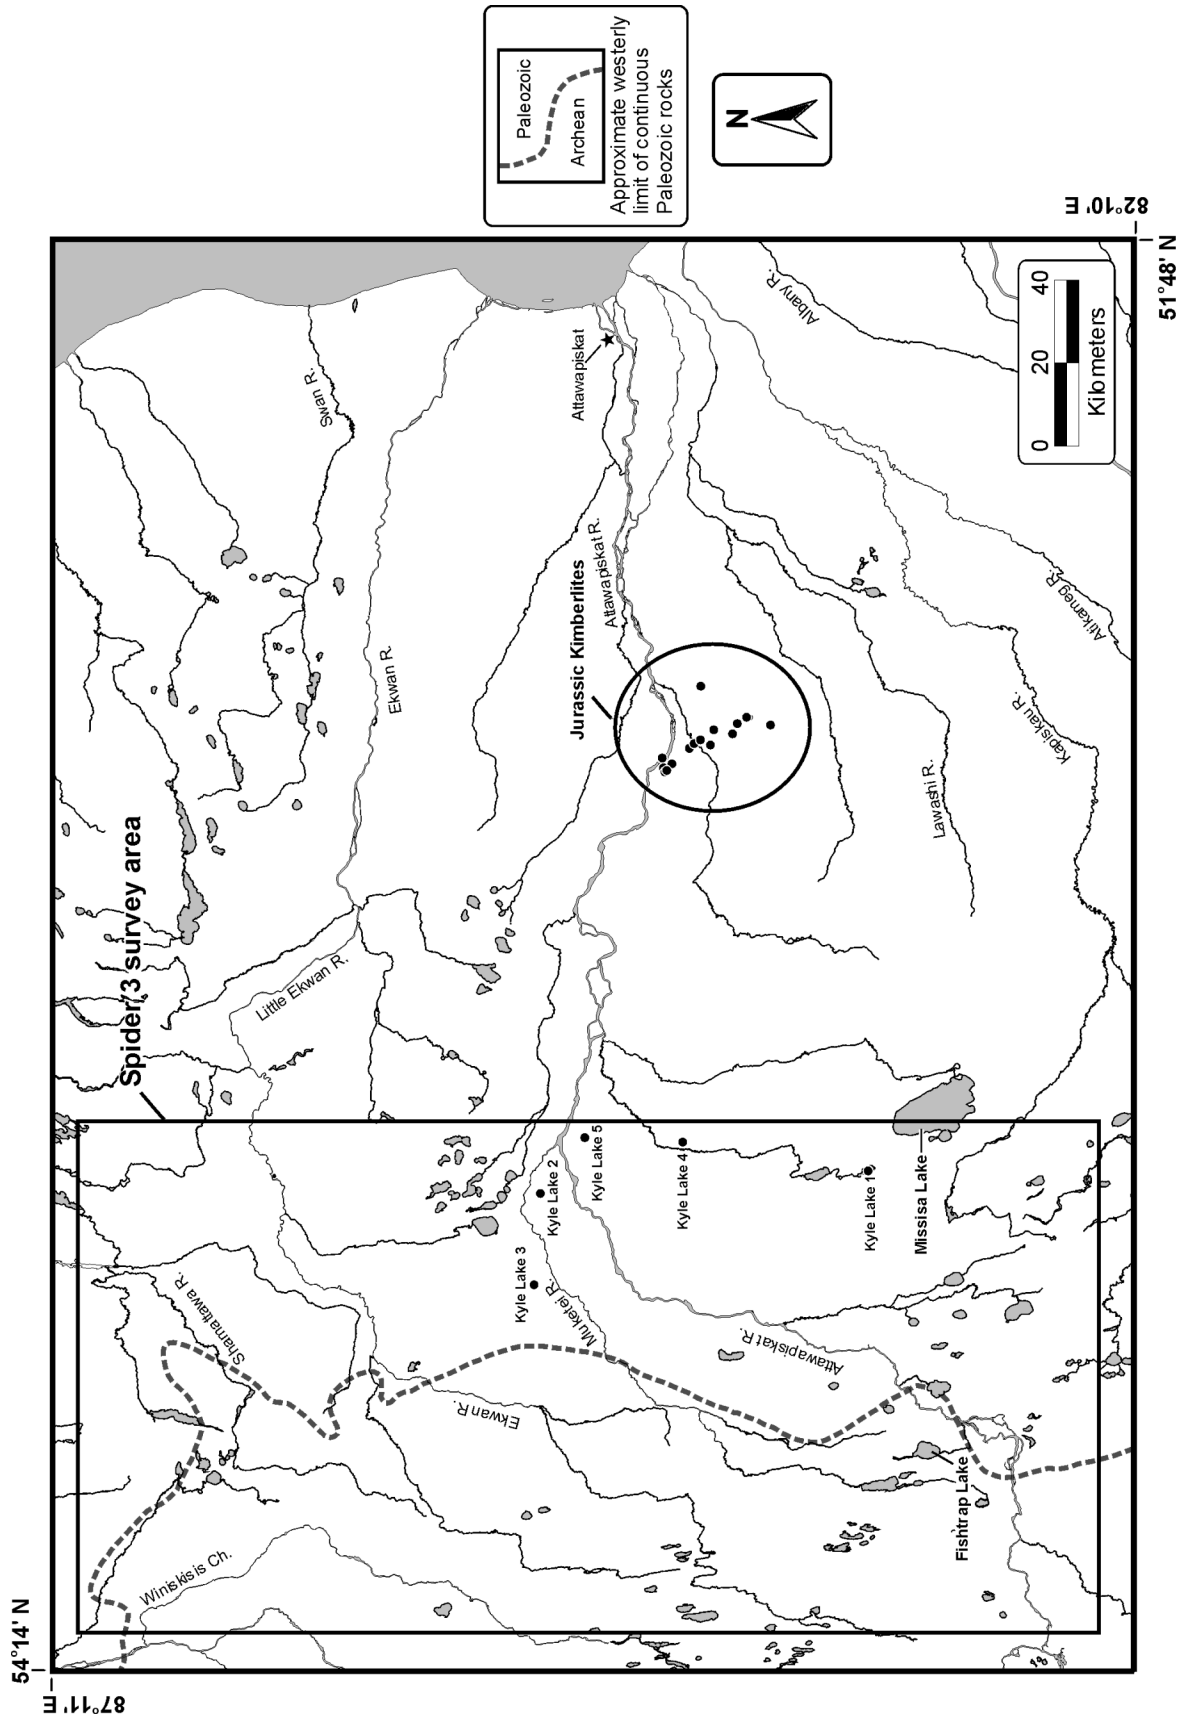 54°14' N
87°11' E
Spider/3 survey area
Winiskisis Ch.
Shamattawa R.
Ekwan R.
Little Ekwan R.
Ekwan R.
Swan R.
Muketei R.
Attawapiskat R.
Kyle Lake 3
Kyle Lake 2
Kyle Lake 5
Kyle Lake 4
Kyle Lake 1
Missisa Lake
Fishtrap Lake
Jurassic Kimberlites
Attawapiskat R.
Attawapiskat
Lawashi R.
Kapiskau R.
Atikameg R.
Albany R.
0 20 40
Kilometers
82°10' E
51°48' N
Paleozoic
Archean
Approximate westerly
limit of continuous
Paleozoic rocks
N